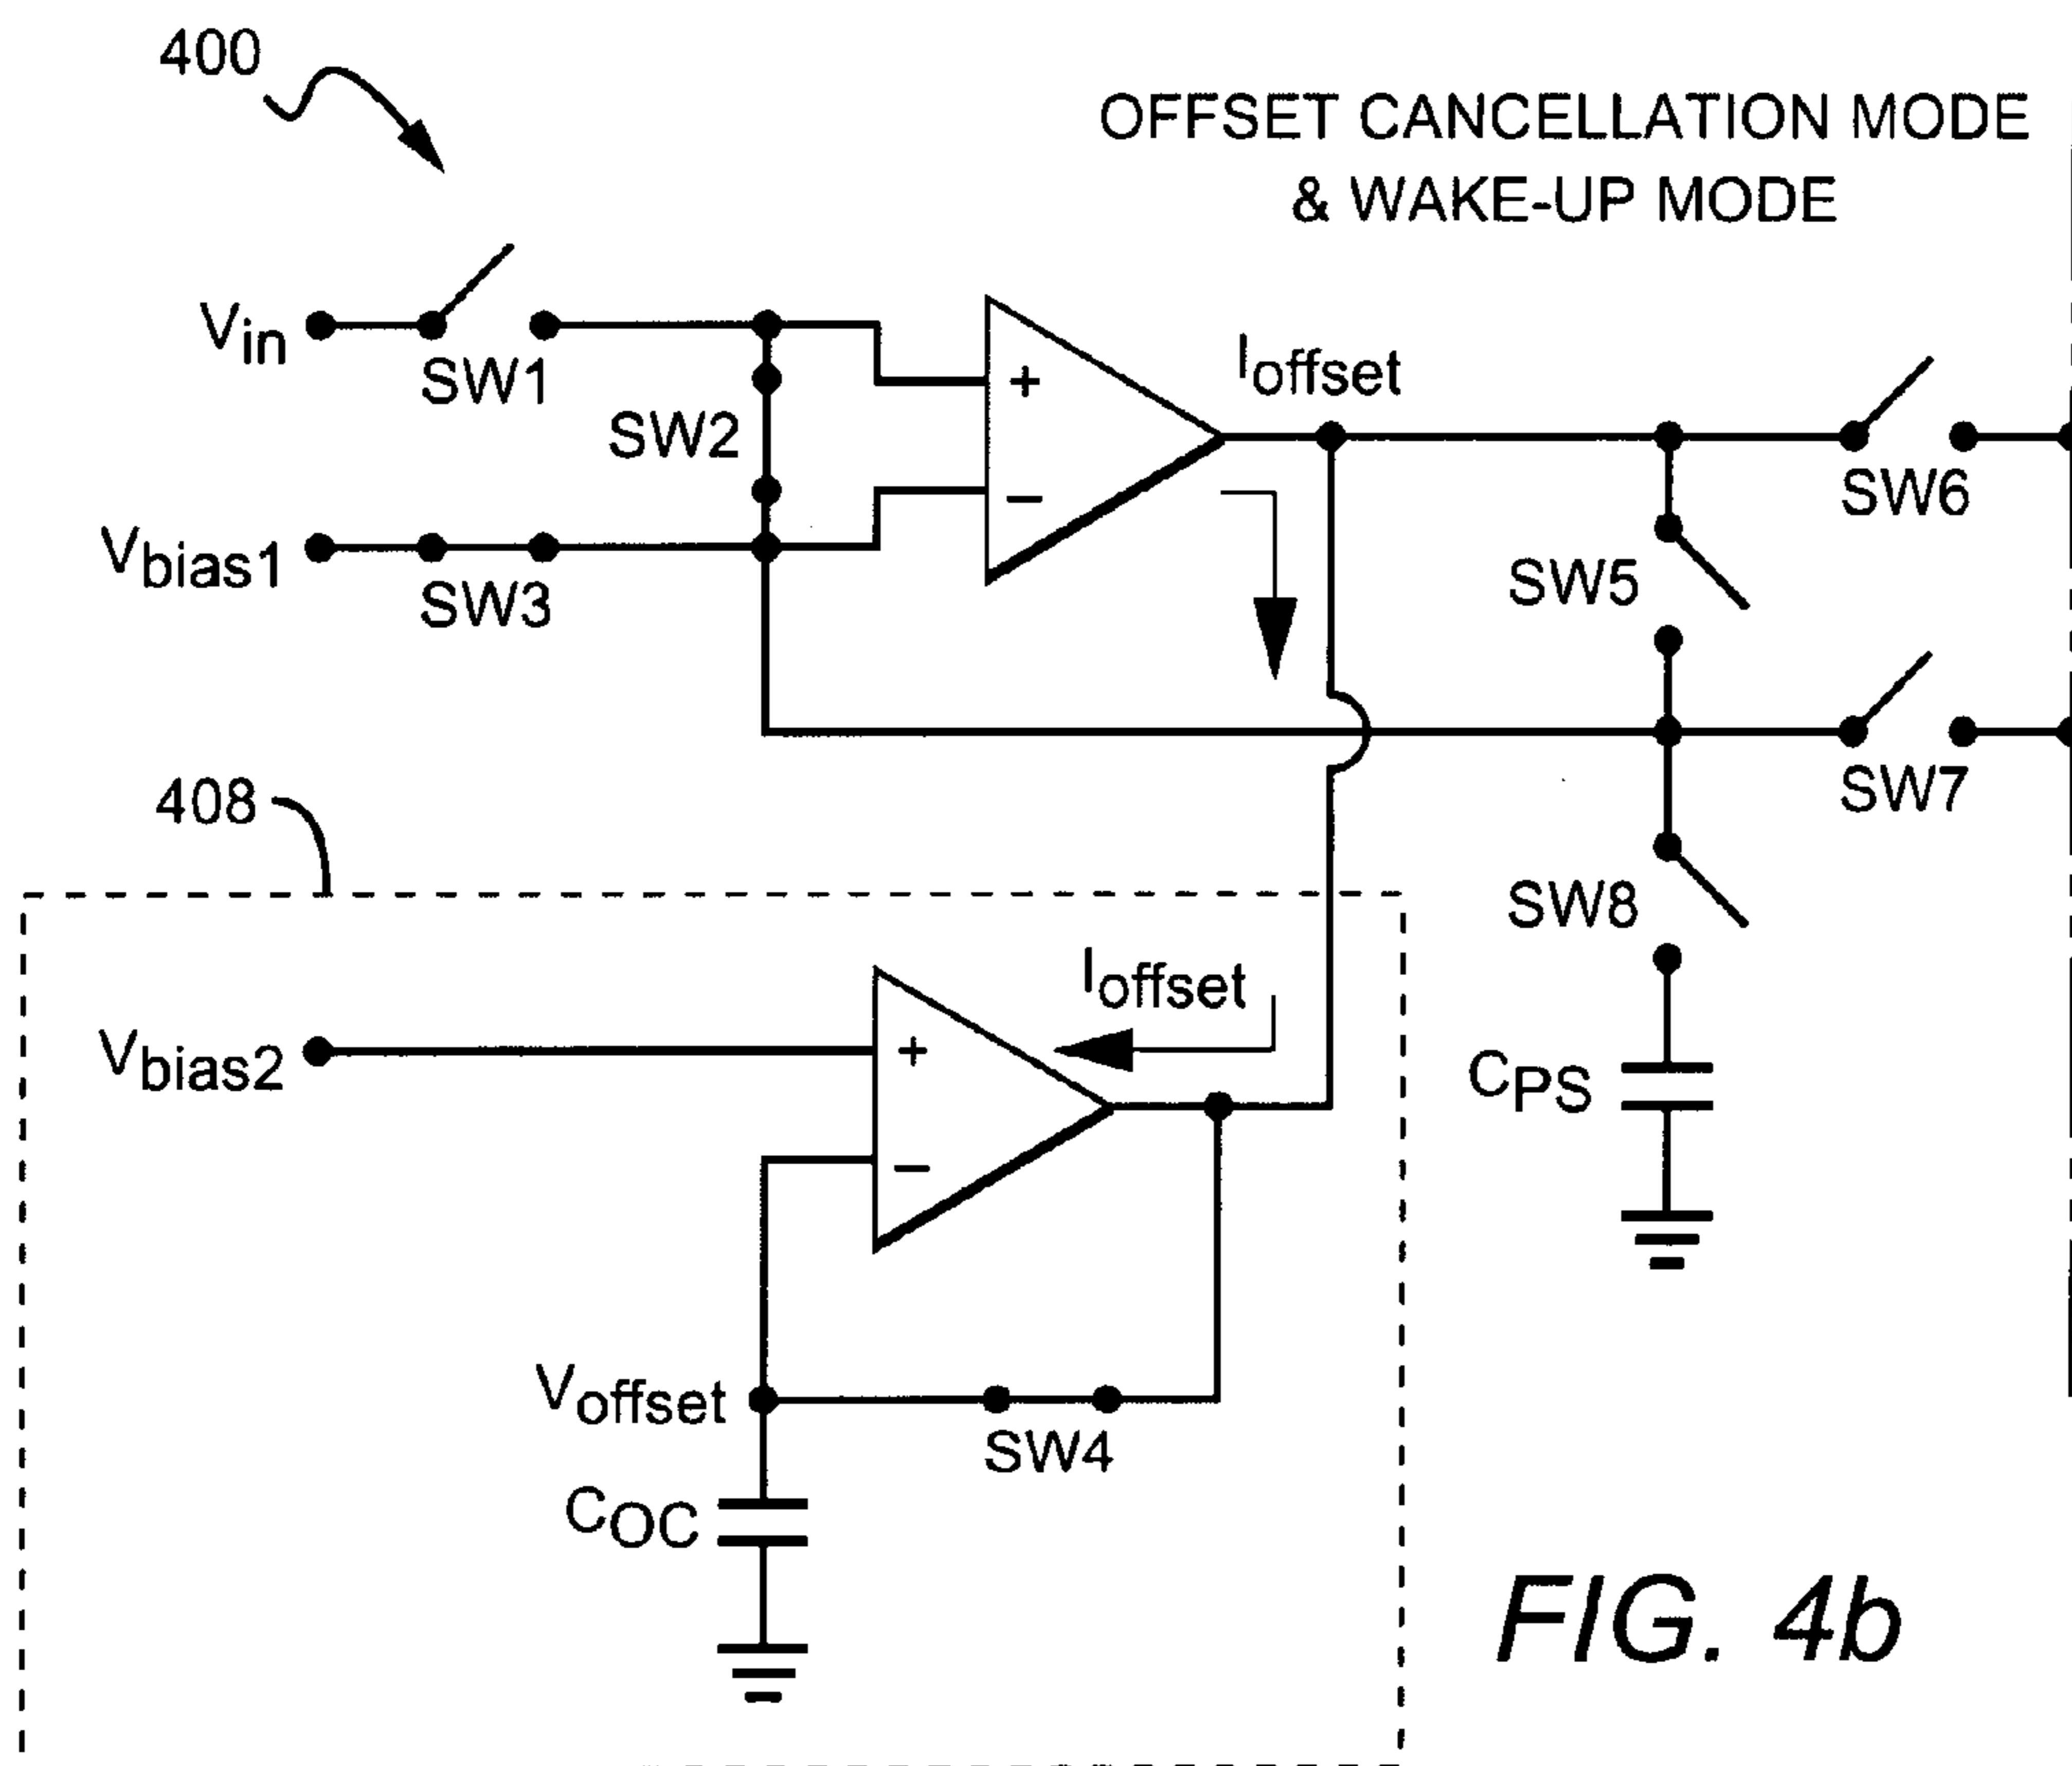 400
OFFSET CANCELLATION MODE
& WAKE-UP MODE
Vin
SW1
+
Ioffset
SW2
SW6
−
Vbias1
SW3
SW5
SW7
408
SW8
Ioffset
Vbias2
+
CPS
−
Voffset
SW4
COC
FIG. 4b